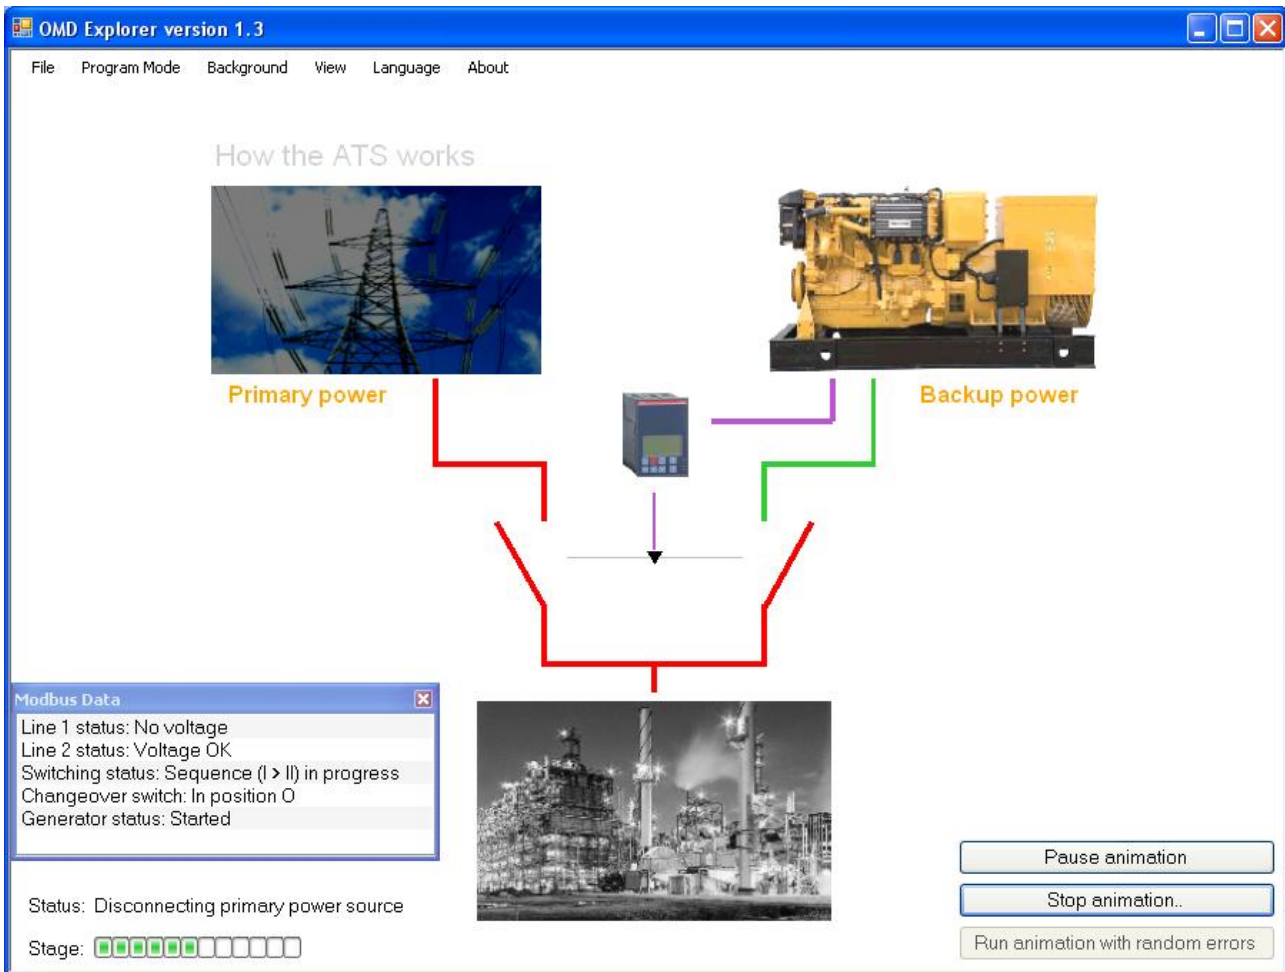 OMD Explorer version 1.3
File Program Mode Background View Language About
How the ATS works
Primary power
Backup power
Modbus Data
Line 1 status: No voltage
Line 2 status: Voltage OK
Switching status: Sequence (I > II) in progress
Changeover switch: In position O
Generator status: Started
Status: Disconnecting primary power source
Stage:
Pause animation
Stop animation..
Run animation with random errors